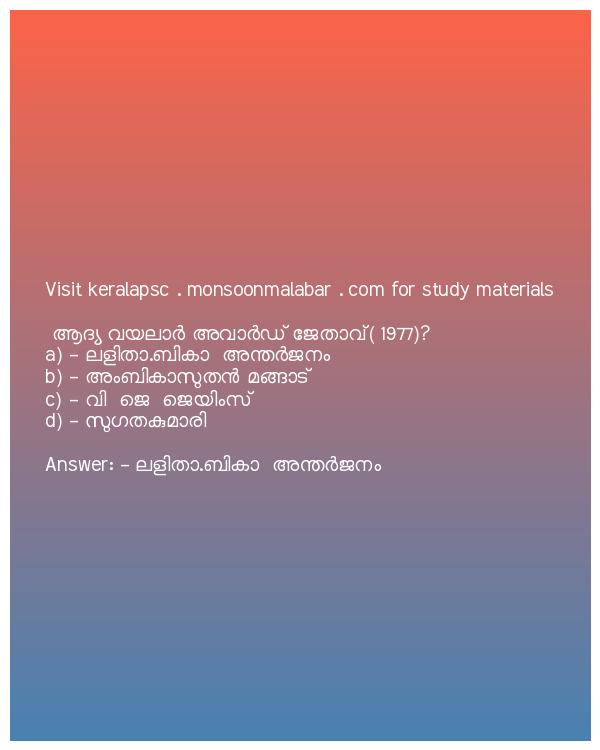 Visit keralapsc . monsoonmalabar . com for study materials
ആദ്യ വയലാർ അവാർഡ് ജേതാവ്( 1977)?
a) - ലളിതാ.ബികാ അന്തർജനം
b) - അംബികാസുതൻ മങ്ങാട്
c) - വി ജെ ജെയിംസ്
d) - സുഗതകുമാരി
Answer: - ലളിതാ.ബികാ അന്തർജനം